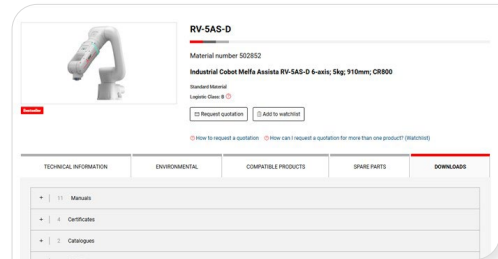 RV-5AS-D
Material number 502852
Industrial Cobot Melfa Assista RV-5AS-D 6-axis; 5kg; 910mm; CR800
Standard Material
Logistic Class: B
Bestseller
Request quotation
Add to watchlist
How to request a quotation
How can I request a quotation for more than one product? (Watchlist)
TECHNICAL INFORMATION
ENVIRONMENTAL
COMPATIBLE PRODUCTS
SPARE PARTS
DOWNLOADS
+ | 11 Manuals
+ | 4 Certificates
+ | 2 Catalogues